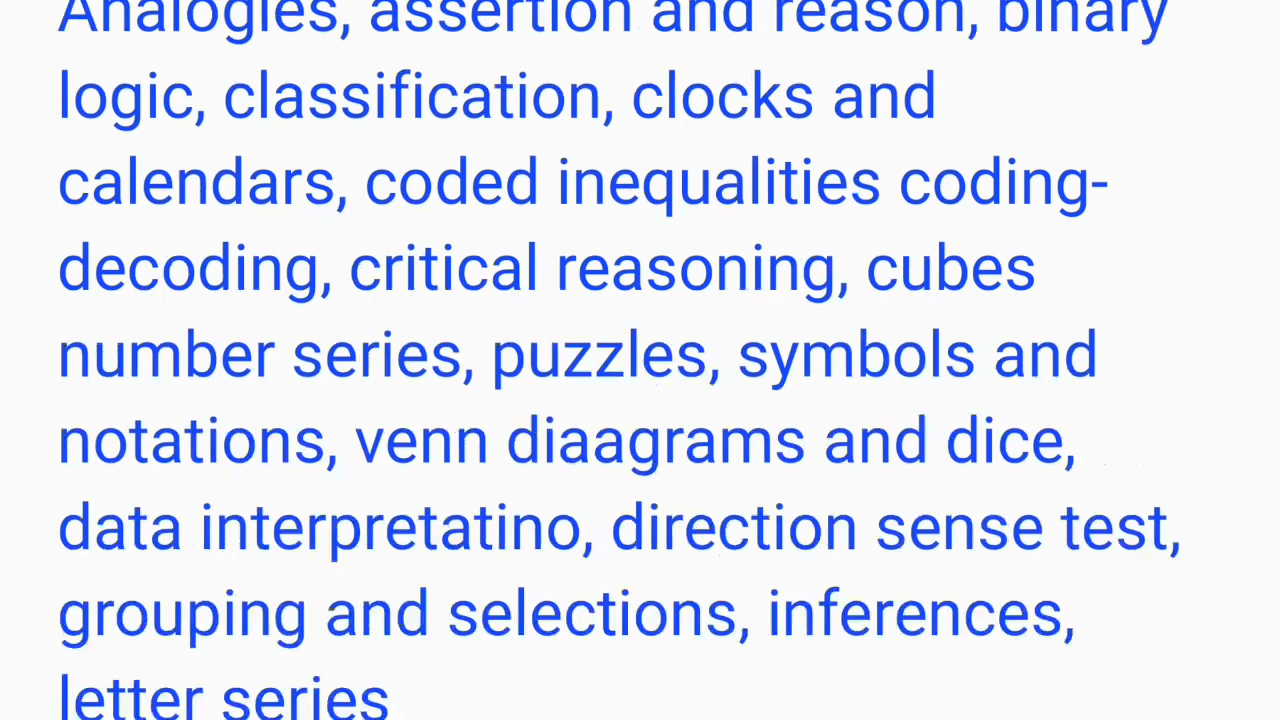 Analogies, assertion and reason, binary
logic, classification, clocks and
calendars, coded inequalities coding-
decoding, critical reasoning, cubes
number series, puzzles, symbols and
notations, venn diaagrams and dice,
data interpretatino, direction sense test,
grouping and selections, inferences,
letter series